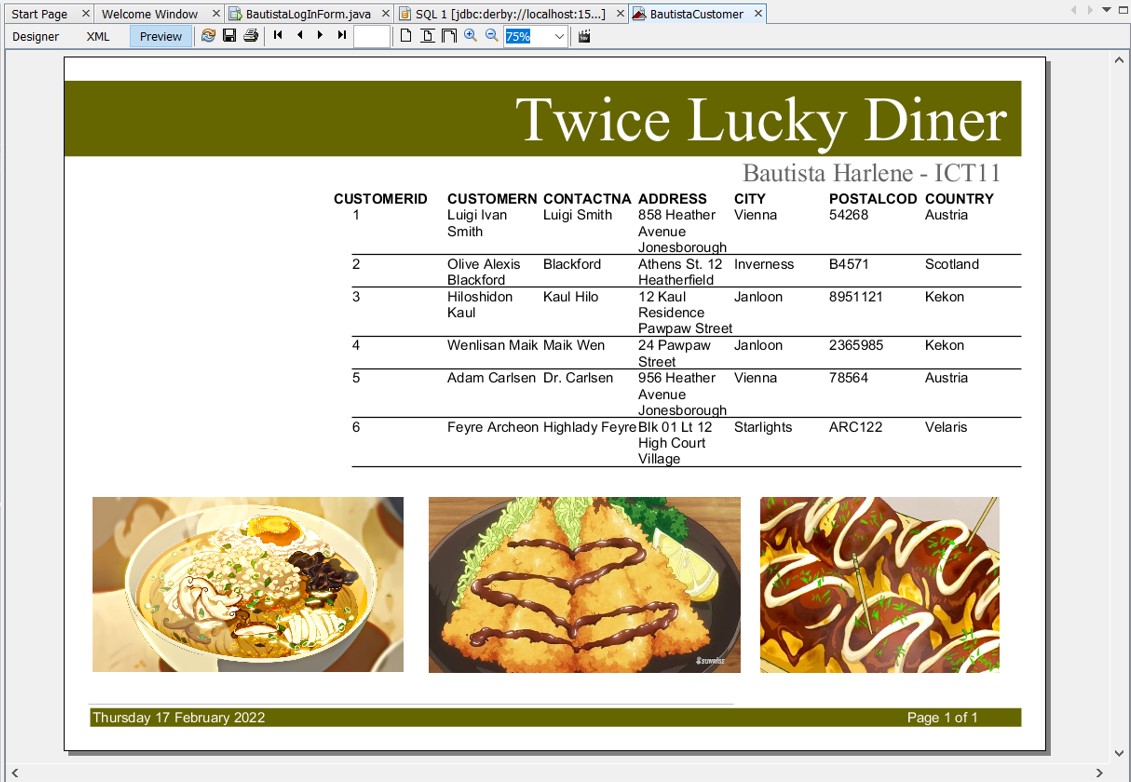 Start Page Welcome Window BautistaLogInForm.java SQL 1 [jdbc:derby://localhost:15...] BautistaCustomer
Designer XML Preview 75%
Twice Lucky Diner
Bautista Harlene - ICT11
CUSTOMERID CUSTOMERN CONTACTNA ADDRESS CITY POSTALCOD COUNTRY
1 Luigi Ivan Luigi Smith 858 Heather Vienna 54268 Austria
Smith Avenue
Jonesborough
2 Olive Alexis Blackford Athens St. 12 Inverness B4571 Scotland
Blackford Heatherfield
3 Hiloshidon Kaul Hilo 12 Kaul Janloon 8951121 Kekon
Kaul Residence
Pawpaw Street
4 Wenlisan Maik Maik Wen 24 Pawpaw Janloon 2365985 Kekon
Street
5 Adam Carlsen Dr. Carlsen 956 Heather Vienna 78564 Austria
Avenue
Jonesborough
6 Feyre Archeon Highlady Feyre Blk 01 Lt 12 Starlights ARC122 Velaris
High Court
Village
SUNRISE
Thursday 17 February 2022 Page 1 of 1